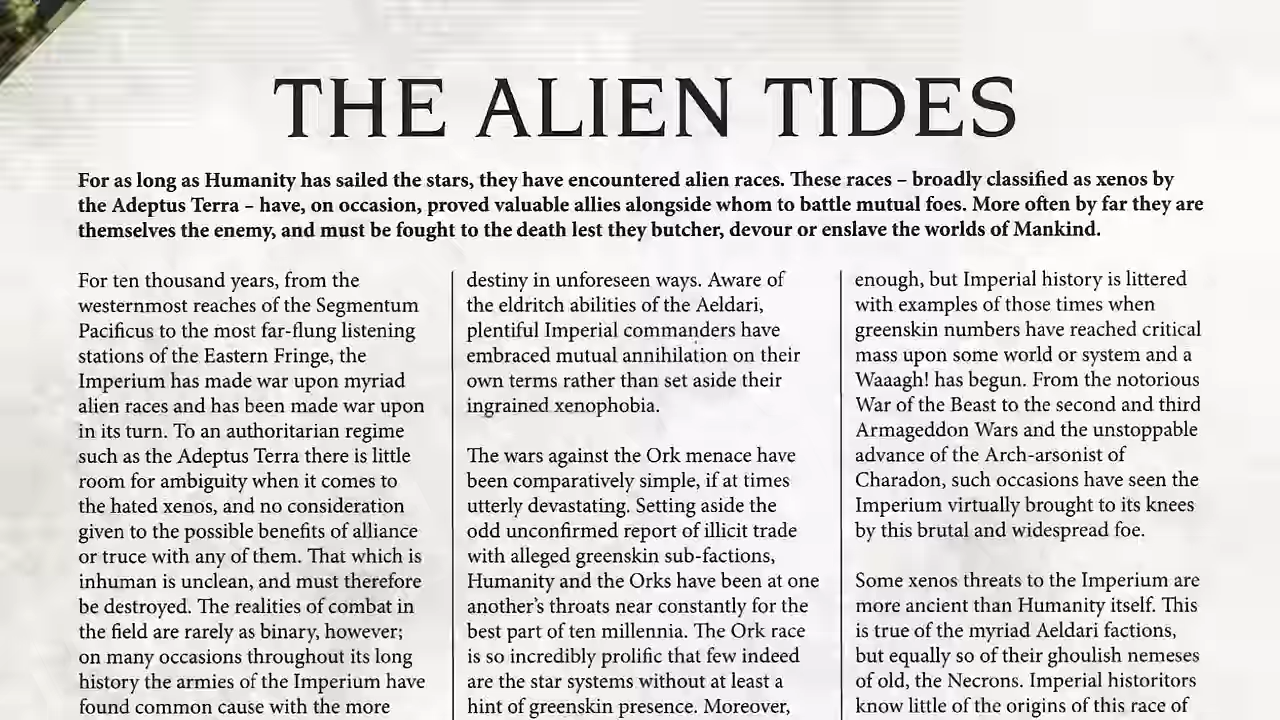 THE ALIEN TIDES
For as long as Humanity has sailed the stars, they have encountered alien races. These races – broadly classified as xenos by
the Adeptus Terra – have, on occasion, proved valuable allies alongside whom to battle mutual foes. More often by far they are
themselves the enemy, and must be fought to the death lest they butcher, devour or enslave the worlds of Mankind.
For ten thousand years, from the
westernmost reaches of the Segmentum
Pacificus to the most far-flung listening
stations of the Eastern Fringe, the
Imperium has made war upon myriad
alien races and has been made war upon
in its turn. To an authoritarian regime
such as the Adeptus Terra there is little
room for ambiguity when it comes to
the hated xenos, and no consideration
given to the possible benefits of alliance
or truce with any of them. That which is
inhuman is unclean, and must therefore
be destroyed. The realities of combat in
the field are rarely as binary, however;
on many occasions throughout its long
history the armies of the Imperium have
found common cause with the more
destiny in unforeseen ways. Aware of
the eldritch abilities of the Aeldari,
plentiful Imperial commanders have
embraced mutual annihilation on their
own terms rather than set aside their
ingrained xenophobia.
The wars against the Ork menace have
been comparatively simple, if at times
utterly devastating. Setting aside the
odd unconfirmed report of illicit trade
with alleged greenskin sub-factions,
Humanity and the Orks have been at one
another's throats near constantly for the
best part of ten millennia. The Ork race
is so incredibly prolific that few indeed
are the star systems without at least a
hint of greenskin presence. Moreover,
enough, but Imperial history is littered
with examples of those times when
greenskin numbers have reached critical
mass upon some world or system and a
Waaagh! has begun. From the notorious
War of the Beast to the second and third
Armageddon Wars and the unstoppable
advance of the Arch-arsonist of
Charadon, such occasions have seen the
Imperium virtually brought to its knees
by this brutal and widespread foe.
Some xenos threats to the Imperium are
more ancient than Humanity itself. This
is true of the myriad Aeldari factions,
but equally so of their ghoulish nemeses
of old, the Necrons. Imperial historitors
know little of the origins of this race of